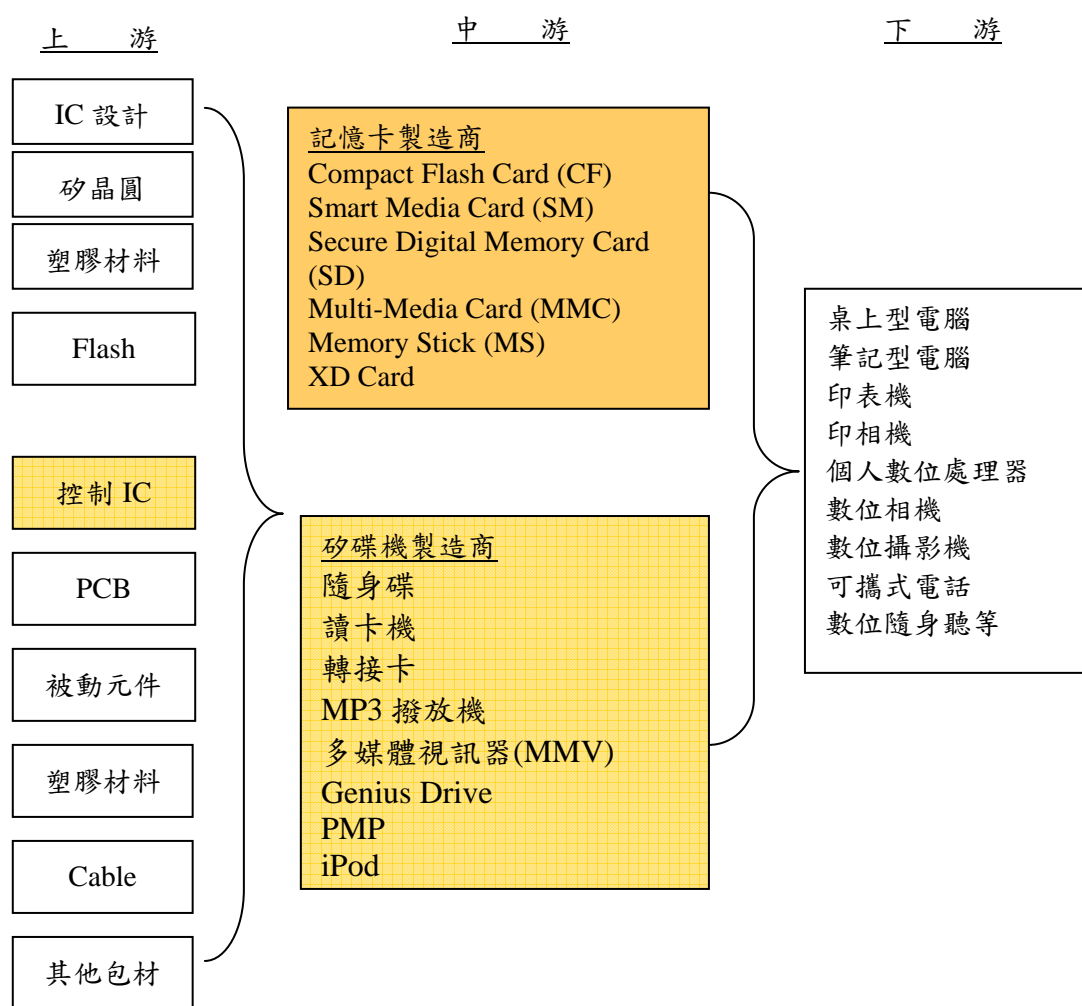 上 游
IC 設計
矽晶圓
塑膠材料
Flash
控制 IC
PCB
被動元件
塑膠材料
Cable
其他包材
中 游
記憶卡製造商
Compact Flash Card (CF)
Smart Media Card (SM)
Secure Digital Memory Card
(SD)
Multi-Media Card (MMC)
Memory Stick (MS)
XD Card
矽碟機製造商
隨身碟
讀卡機
轉接卡
MP3 撥放機
多媒體視訊器(MMV)
Genius Drive
PMP
iPod
下 游
桌上型電腦
筆記型電腦
印表機
印相機
個人數位處理器
數位相機
數位攝影機
可攜式電話
數位隨身聽等